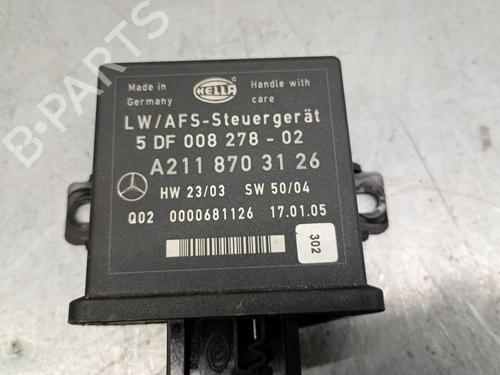 B-PARTS
Made in
Germany
HELLA
Handle with
care
LW/AFS-Steuergerät
5 DF 008 278 - 02
A211 870 31 26
HW 23/03 SW 50/04
Q02 0000681126 17.01.05
302